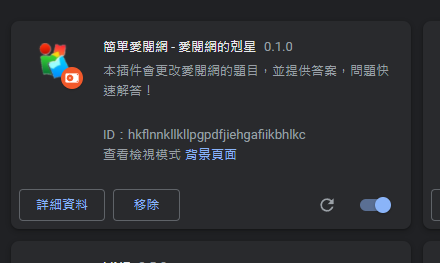 簡單愛閱網 - 愛閱網的剋星 0.1.0
本插件會更改愛閱網的題目，並提供答案，問題快
速解答！
ID：hkflnnkllkllpgpdfjiehgafiikbhlkc
查看檢視模式 背景頁面
詳細資料
移除